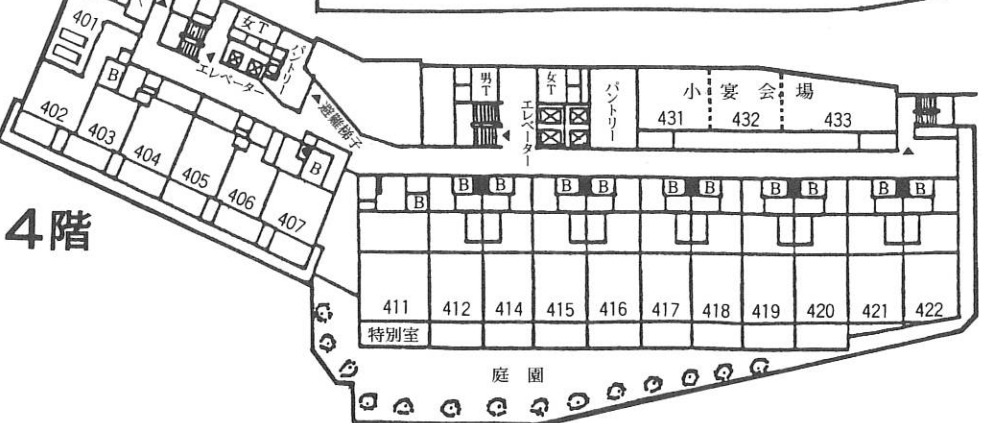 401
女T
パントリー
エレベーター
避難梯子
B
402
403
404
405
406
407
B
4階
男T
女T
エレベーター
パントリー
小宴会場
431
432
433
B
B B
B B
B B
B B
B B
411
412
414
415
416
417
418
419
420
421
422
特別室
庭園